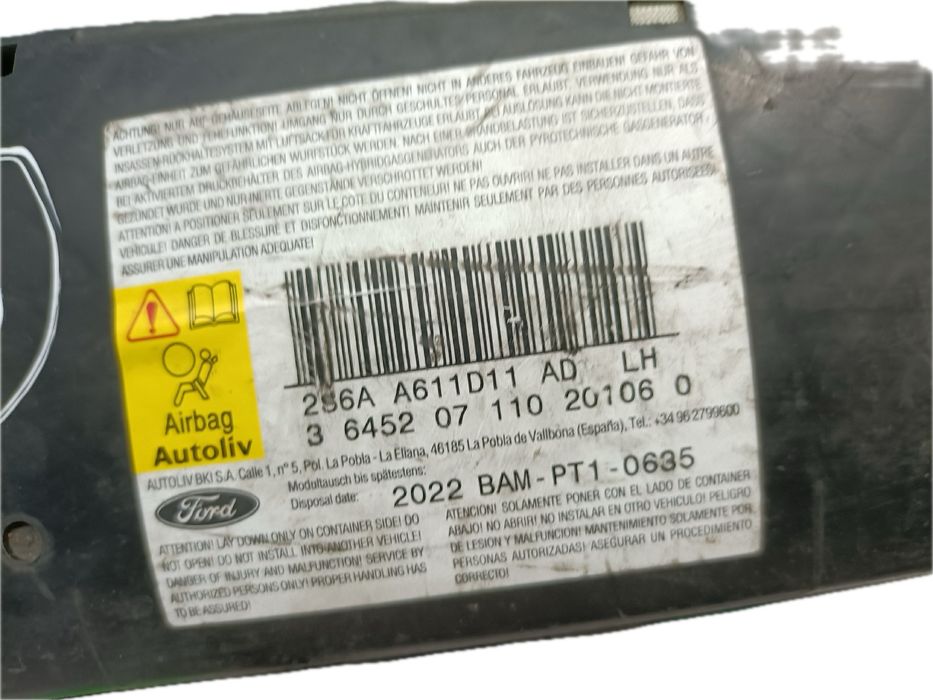 ACHTUNG! NUR AUF GEHÄUSESEITE ABLEGEN! NICHT ÖFFNEN! NICHT IN ANDERES FAHRZEUG EINBAUEN! GEFAHR VON
VERLETZUNG UND FEHLFUNKTION! UMGANG NUR DURCH GESCHULTES PERSONAL ERLAUBT. VERWENDUNG NUR ALS
INSASSEN-RÜCKHALTESYSTEM MIT LUFTSACK FÜR KRAFTFAHRZEUGE ERLAUBT. BEI AUSLÖSUNG KANN DIE NICHT MONTIERTE
AIRBAG-EINHEIT ZUM GEFÄHRLICHEN WURFSTÜCK WERDEN. NACH EINER BRANDBELASTUNG IST SICHERZUSTELLEN, DASS
BEI AKTIVIERTEM DRUCKBEHÄLTER DES AIRBAG-HYBRIDGASGENERATORS AUCH DER PYROTECHNISCHE GASGENERATOR
GEZÜNDET WURDE UND NUR INERTE GEGENSTÄNDE VERSCHROTTET WERDEN!
ATTENTION! A POSITIONER SEULEMENT SUR LE COTE DU CONTENEUR! NE PAS OUVRIR! NE PAS INSTALLER DANS UN AUTRE
VEHICULE! DANGER DE BLESSURE ET DISFONCTIONNEMENT! MAINTENIR SEULEMENT PAR DES PERSONNES AUTORISEES!
ASSURER UNE MANIPULATION ADEQUATE!
Airbag
Autoliv
2S6A A611D11 AD LH
3 6452 07 110 20106 0
AUTOLIV BKI S.A. Calle 1, n° 5, Pol. La Pobla - La Eliana, 46185 La Pobla de Vallbona (España), Tel.: +34 96 2799600
Modultausch bis spätestens:
Disposal date: 2022 BAM-PT1-0635
Ford
ATTENTION! LAY DOWN ONLY ON CONTAINER SIDE! DO
NOT OPEN! DO NOT INSTALL INTO ANOTHER VEHICLE!
DANGER OF INJURY AND MALFUNCTION! SERVICE BY
AUTHORIZED PERSONS ONLY! PROPER HANDLING HAS
TO BE ASSURED!
ATENCION! SOLAMENTE PONER CON EL LADO DE CONTAINER
ABAJO! NO ABRIR! NO INSTALAR EN OTRO VEHICULO! PELIGRO
DE LESION Y MALFUNCION! MANTENIMIENTO SOLAMENTE POR
PERSONAS AUTORIZADAS! ASEGURAR UN PROCEDIMIENTO
CORRECTO!